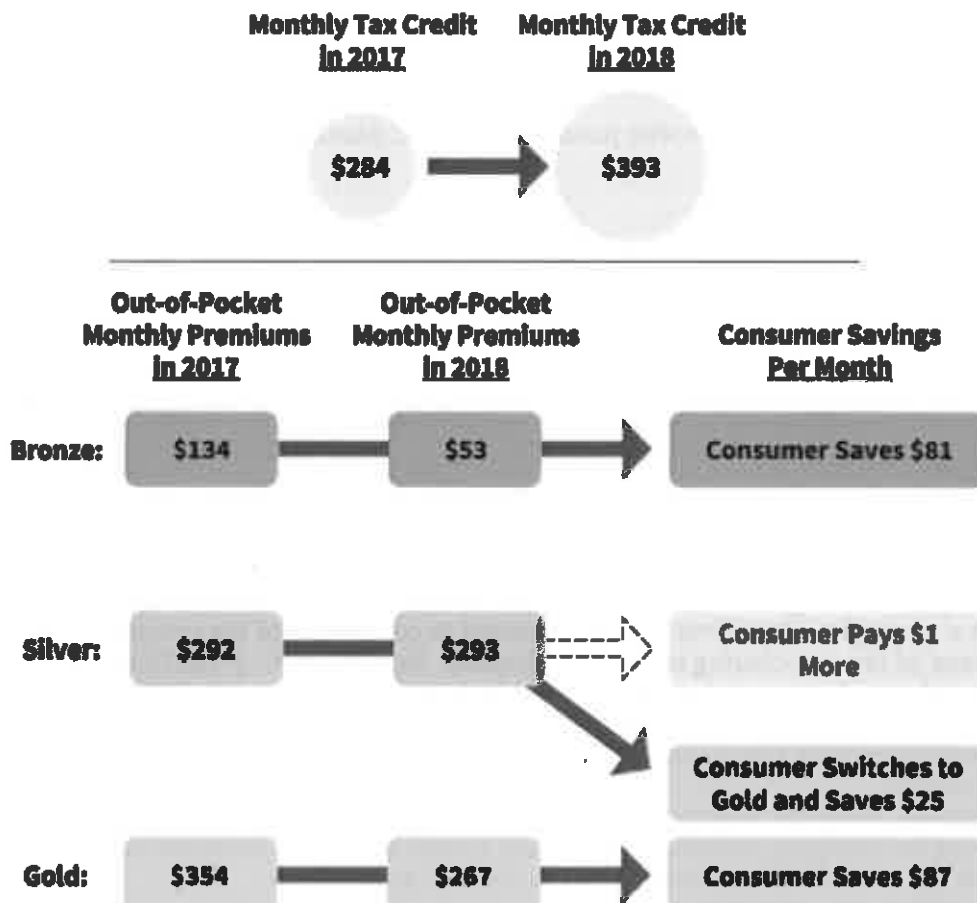 Monthly Tax Credit in 2017
Monthly Tax Credit in 2018
$284
$393
Out-of-Pocket
Monthly Premiums
in 2017
Out-of-Pocket
Monthly Premiums
in 2018
Consumer Savings
Per Month
Bronze:
$134
$53
Consumer Saves $81
Silver:
$292
$293
Consumer Pays $1
More
Consumer Switches to
Gold and Saves $25
Gold:
$354
$267
Consumer Saves $87